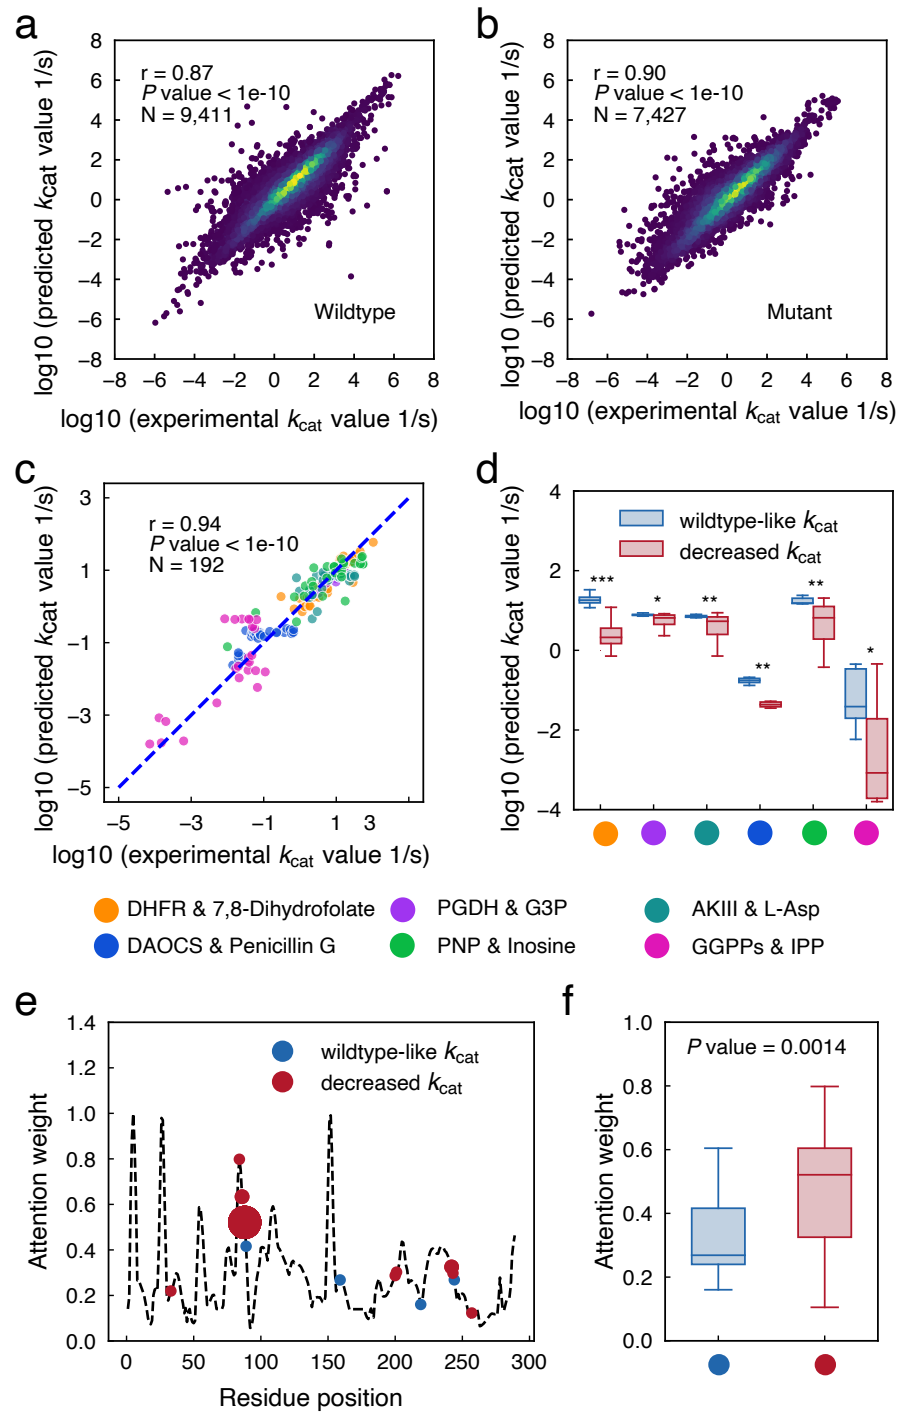 a
8
6
4
2
0
−2
−4
−6
−8
log10 (predicted kcat value 1/s)
r = 0.87
P value < 1e-10
N = 9,411
Wildtype
−8 −6 −4 −2 0 2 4 6 8
log10 (experimental kcat value 1/s)
b
8
6
4
2
0
−2
−4
−6
−8
log10 (predicted kcat value 1/s)
r = 0.90
P value < 1e-10
N = 7,427
Mutant
−8 −6 −4 −2 0 2 4 6 8
log10 (experimental kcat value 1/s)
c
3
1
−1
−3
−5
log10 (predicted kcat value 1/s)
r = 0.94
P value < 1e-10
N = 192
−5 −3 −1 1 3
log10 (experimental kcat value 1/s)
d
4
2
0
−2
−4
log10 (predicted kcat value 1/s)
wildtype-like kcat
decreased kcat
*** * ** ** ** *
DHFR & 7,8-Dihydrofolate PGDH & G3P AKIII & L-Asp
DAOCS & Penicillin G PNP & Inosine GGPPs & IPP
e
1.4
1.2
1.0
0.8
0.6
0.4
0.2
0.0
Attention weight
wildtype-like kcat
decreased kcat
0 50 100 150 200 250 300
Residue position
f
1.0
0.8
0.6
0.4
0.2
0.0
Attention weight
P value = 0.0014